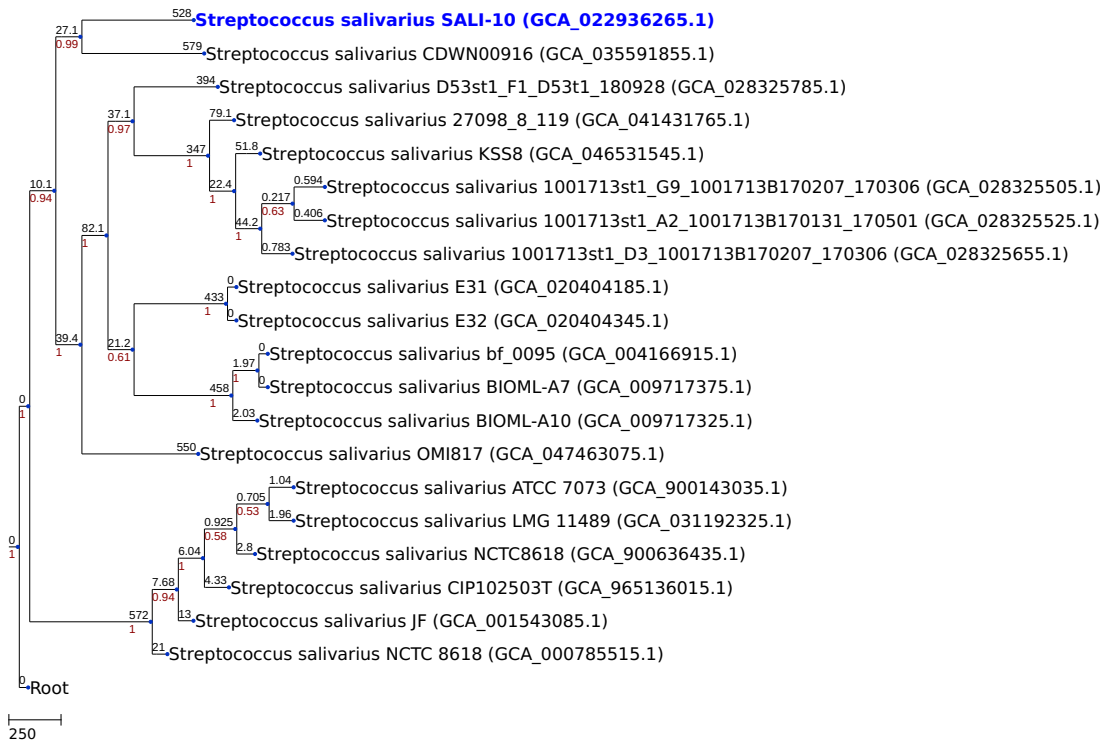 528
Streptococcus salivarius SALI-10 (GCA_022936265.1)
27.1
0.99
579
Streptococcus salivarius CDWN00916 (GCA_035591855.1)
394
Streptococcus salivarius D53st1_F1_D53t1_180928 (GCA_028325785.1)
37.1
0.97
79.1
Streptococcus salivarius 27098_8_119 (GCA_041431765.1)
347
1
51.8
Streptococcus salivarius KSS8 (GCA_046531545.1)
22.4
1
0.594
Streptococcus salivarius 1001713st1_G9_1001713B170207_170306 (GCA_028325505.1)
10.1
0.94
0.217
0.63
0.406
Streptococcus salivarius 1001713st1_A2_1001713B170131_170501 (GCA_028325525.1)
44.2
1
82.1
1
0.783
Streptococcus salivarius 1001713st1_D3_1001713B170207_170306 (GCA_028325655.1)
0
Streptococcus salivarius E31 (GCA_020404185.1)
433
1
0
Streptococcus salivarius E32 (GCA_020404345.1)
39.4
1
21.2
0.61
0
Streptococcus salivarius bf_0095 (GCA_004166915.1)
1.97
1
0
Streptococcus salivarius BIOML-A7 (GCA_009717375.1)
458
1
0
1
2.03
Streptococcus salivarius BIOML-A10 (GCA_009717325.1)
550
Streptococcus salivarius OMI817 (GCA_047463075.1)
1.04
Streptococcus salivarius ATCC 7073 (GCA_900143035.1)
0.705
0.53
1.96
Streptococcus salivarius LMG 11489 (GCA_031192325.1)
0.925
0.58
0
1
2.8
Streptococcus salivarius NCTC8618 (GCA_900636435.1)
6.04
1
4.33
Streptococcus salivarius CIP102503T (GCA_965136015.1)
7.68
0.94
13
Streptococcus salivarius JF (GCA_001543085.1)
572
1
21
Streptococcus salivarius NCTC 8618 (GCA_000785515.1)
0
Root
250